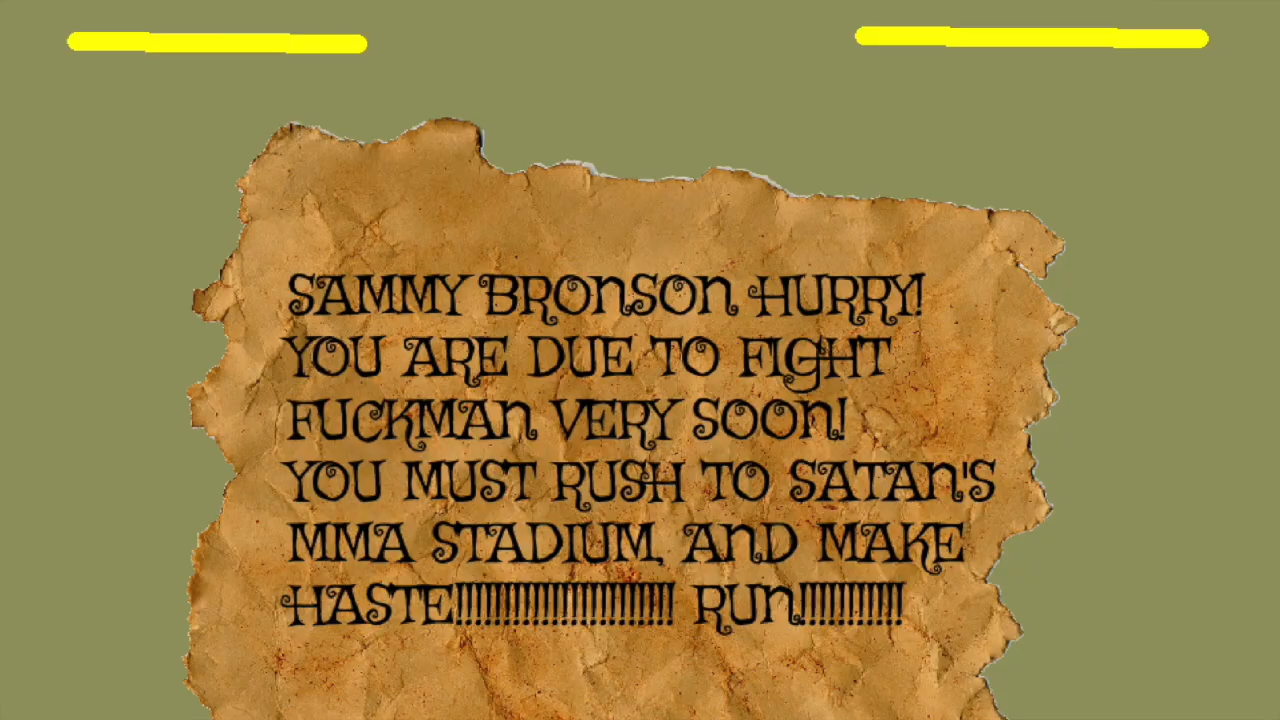 SAMMY BRONSON HURRY!
YOU ARE DUE TO FIGHT
FUCKMAN VERY SOON!
YOU MUST RUSH TO SATAN'S
MMA STADIUM, AND MAKE
HASTE!!!!!!!!!!!!!!!!!!!!!!! RUN!!!!!!!!!!!